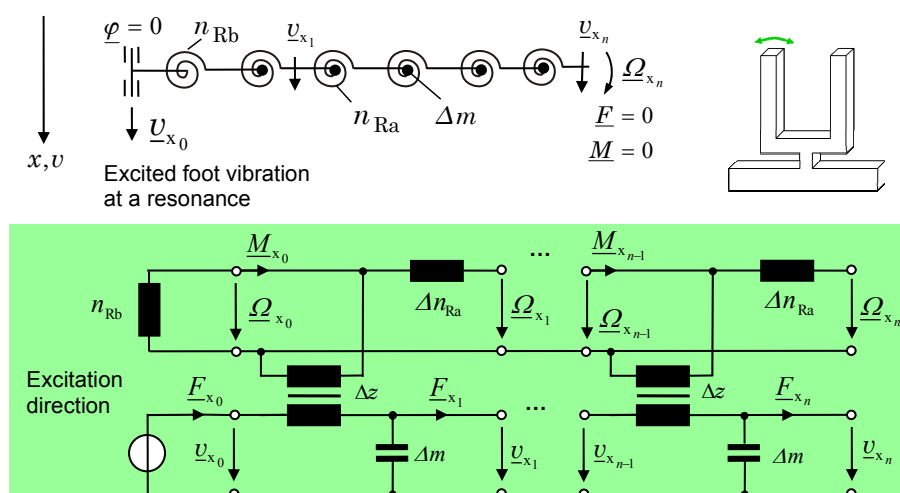 φ = 0
n_Rb
v_x₁
v_xₙ
Ω_xₙ
v_x₀
n_Ra
Δm
F = 0
M = 0
x,v
Excited foot vibration
at a resonance
M_x₀
...
M_xₙ₋₁
n_Rb
Ω_x₀
Δn_Ra
Ω_x₁
Ω_xₙ₋₁
Δn_Ra
Ω_xₙ
Excitation
direction
F_x₀
Δz
F_x₁
...
Δz
F_xₙ
v_x₀
Δm
v_x₁
v_xₙ₋₁
Δm
v_xₙ